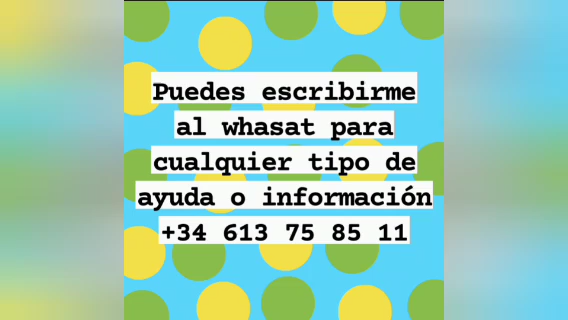 Puedes escribirme
al whasat para
cualquier tipo de
ayuda o información
+34 613 75 85 11